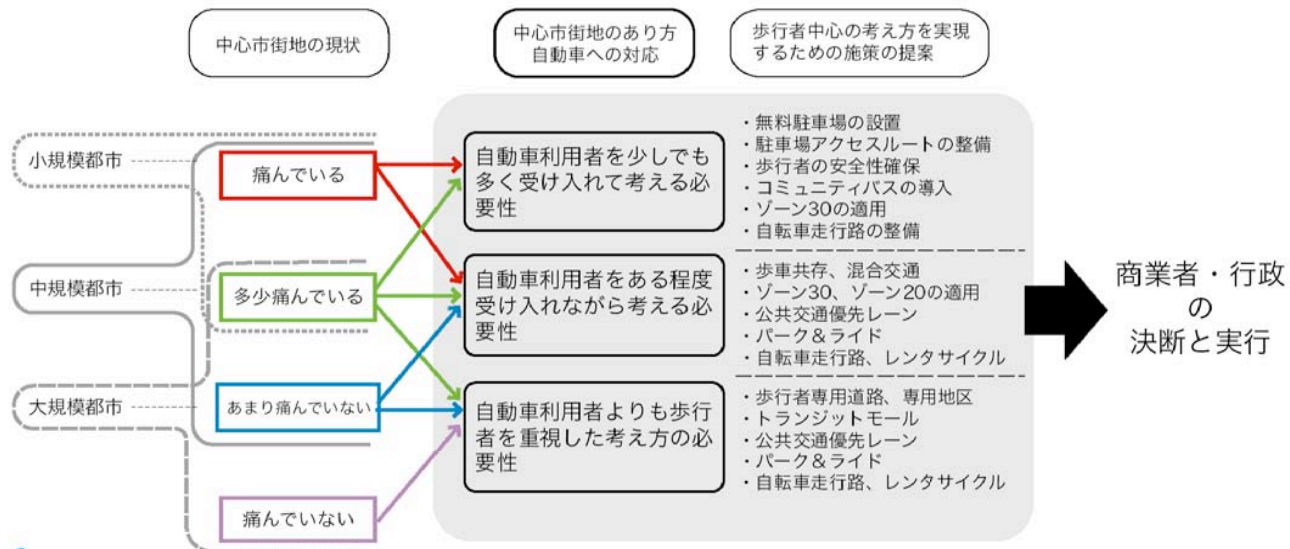 中心市街地の現状
中心市街地のあり方
自動車への対応
歩行者中心の考え方を実現
するための施策の提案
小規模都市
中規模都市
大規模都市
痛んでいる
多少痛んでいる
あまり痛んでいない
痛んでいない
自動車利用者を少しでも
多く受け入れて考える必
要性
自動車利用者をある程度
受け入れながら考える必
要性
自動車利用者よりも歩行
者を重視した考え方の必
要性
・無料駐車場の設置
・駐車場アクセスルートの整備
・歩行者の安全性確保
・コミュニティバスの導入
・ゾーン30の適用
・自転車走行路の整備
・歩車共存、混合交通
・ゾーン30、ゾーン20の適用
・公共交通優先レーン
・パーク&ライド
・自転車走行路、レンタサイクル
・歩行者専用道路、専用地区
・トランジットモール
・公共交通優先レーン
・パーク&ライド
・自転車走行路、レンタサイクル
商業者・行政
の
決断と実行